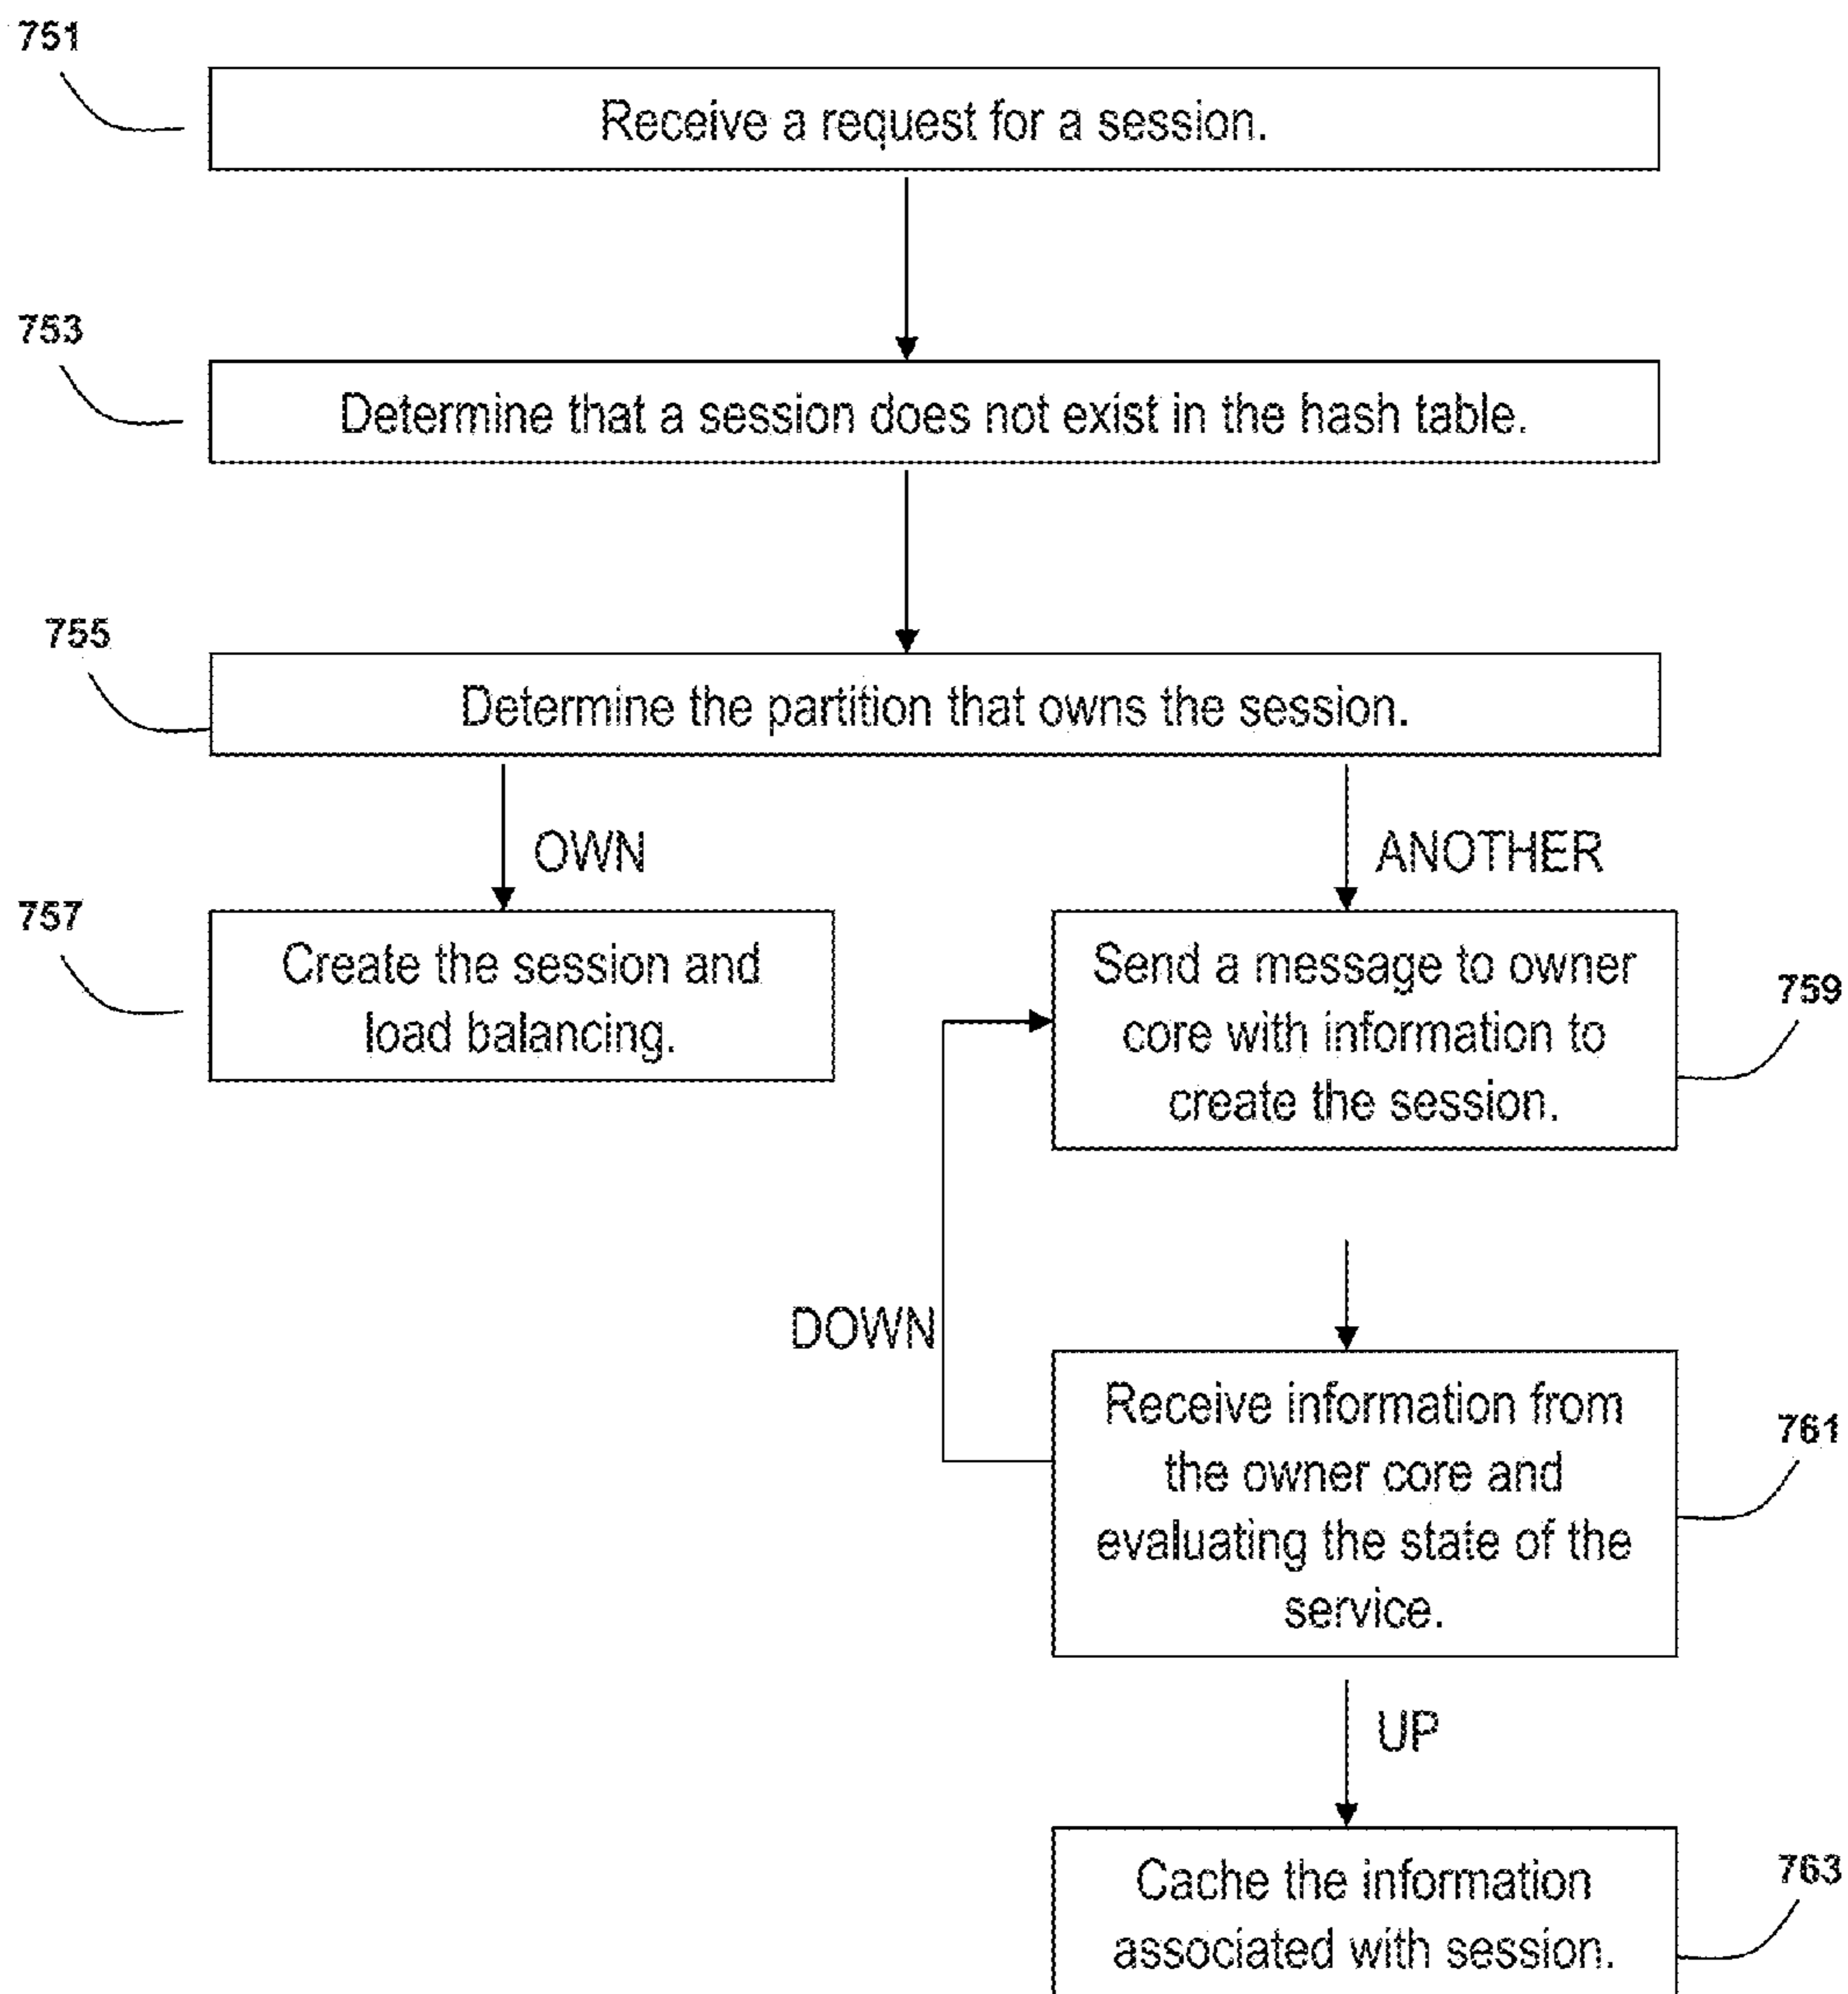 751
Receive a request for a session.
753
Determine that a session does not exist in the hash table.
755
Determine the partition that owns the session.
OWN
ANOTHER
757
Create the session and
load balancing.
Send a message to owner
core with information to
create the session.
759
DOWN
Receive information from
the owner core and
evaluating the state of the
service.
761
UP
Cache the information
associated with session.
763